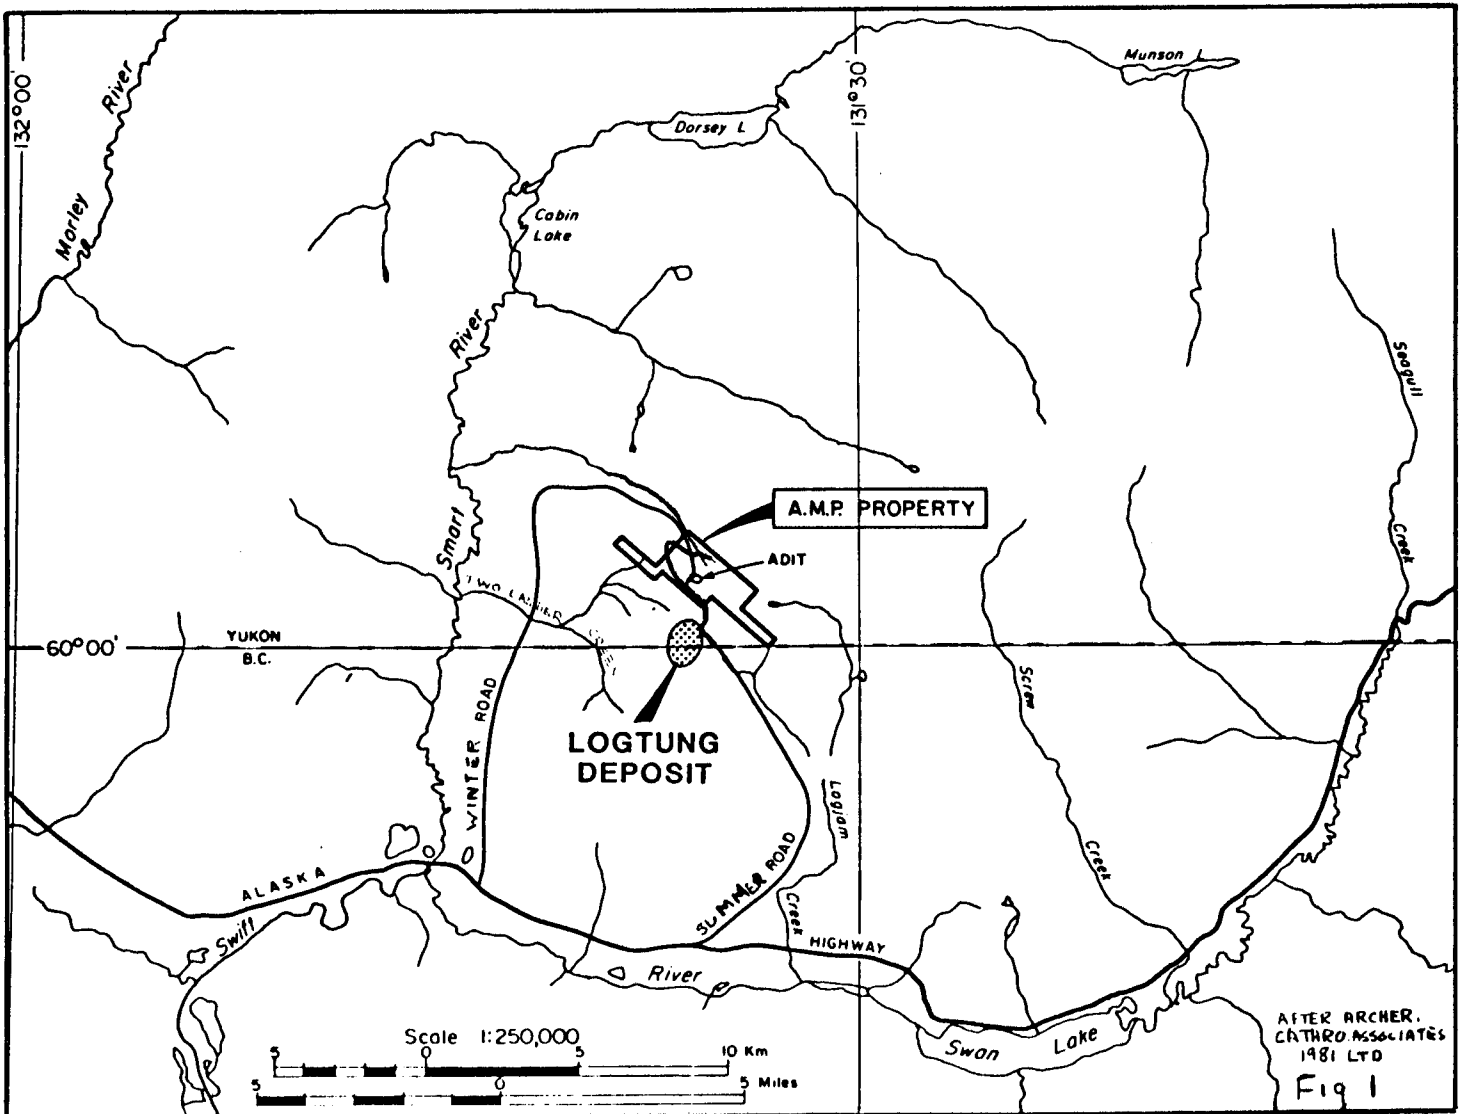 132°00'
River
Morley
131°30'
Munson L
Dorsey L
Cabin
Lake
River
Smart
Seagull
Creek
A.M.P. PROPERTY
ADIT
TWO LADDER
CREEK
60°00'
YUKON
B.C.
LOGTUNG
DEPOSIT
WINTER ROAD
SUMMER ROAD
Logjam
Creek
Screw
Creek
ALASKA
HIGHWAY
Swift
River
Swan Lake
Scale 1:250,000
5 0 5 10 Km
5 0 5 Miles
AFTER ARCHER.
CATHRO.ASSOCIATES
1981 LTD
Fig 1